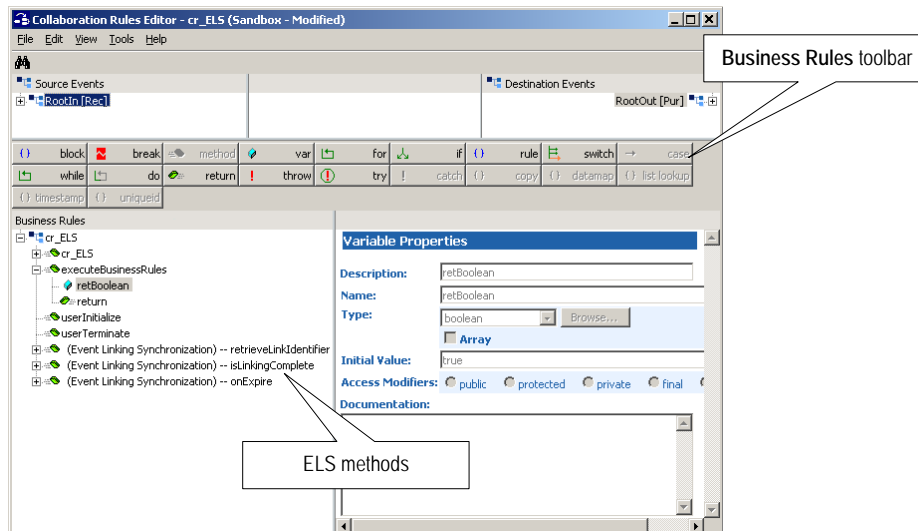 Collaboration Rules Editor - cr_ELS (Sandbox - Modified)
File Edit View Tools Help
Business Rules toolbar
Source Events
Destination Events
RootIn [Rec]
RootOut [Pur]
block break method var for if rule switch case
while do return throw try catch copy datamap list lookup
timestamp uniqueid
Business Rules
cr_ELS
cr_ELS
executeBusinessRules
retBoolean
return
userInitialize
userTerminate
(Event Linking Synchronization) -- retrieveLinkIdentifier
(Event Linking Synchronization) -- isLinkingComplete
(Event Linking Synchronization) -- onExpire
Variable Properties
Description: retBoolean
Name: retBoolean
Type: boolean Browse...
Array
Initial Value: true
Access Modifiers: public protected private final
Documentation:
ELS methods